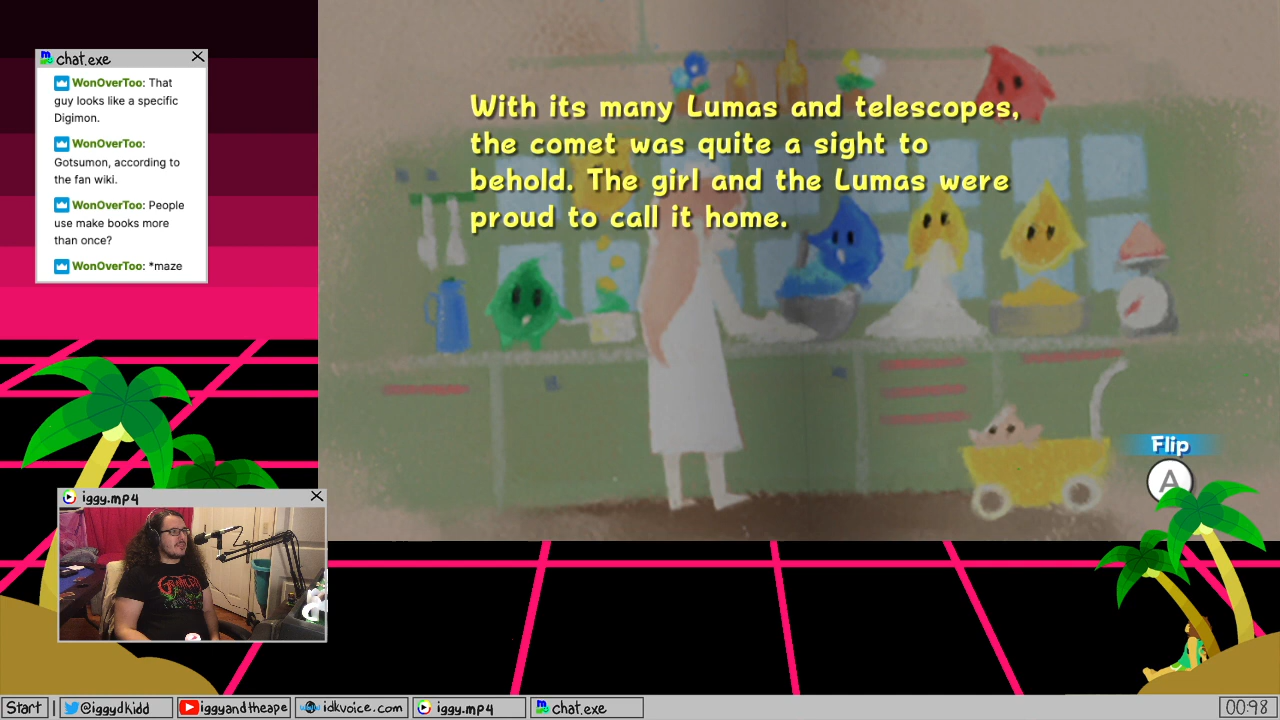 chat.exe
WonOverToo: That
guy looks like a specific
Digimon.
WonOverToo:
Gotsumon, according to
the fan wiki.
WonOverToo: People
use make books more
than once?
WonOverToo: *maze
With its many Lumas and telescopes,
the comet was quite a sight to
behold. The girl and the Lumas were
proud to call it home.
Flip
A
iggy.mp4
Start
@iggydkidd
iggyandtheape
idkvoice.com
iggy.mp4
chat.exe
00:98